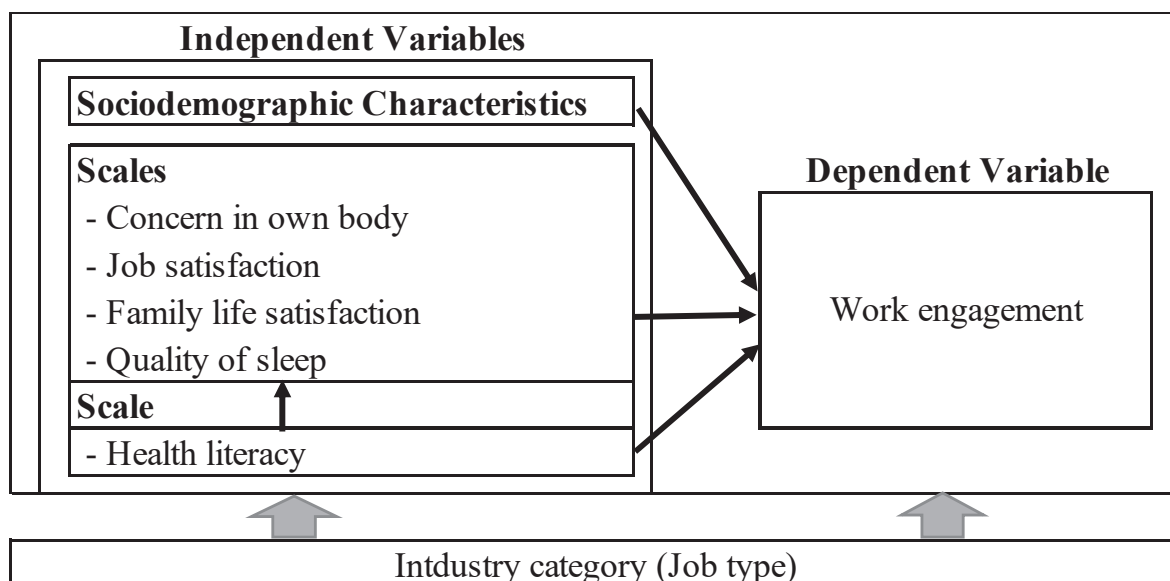 Independent Variables
Sociodemographic Characteristics
Scales
- Concern in own body
- Job satisfaction
- Family life satisfaction
- Quality of sleep
Scale
- Health literacy
Dependent Variable
Work engagement
Intdustry category (Job type)